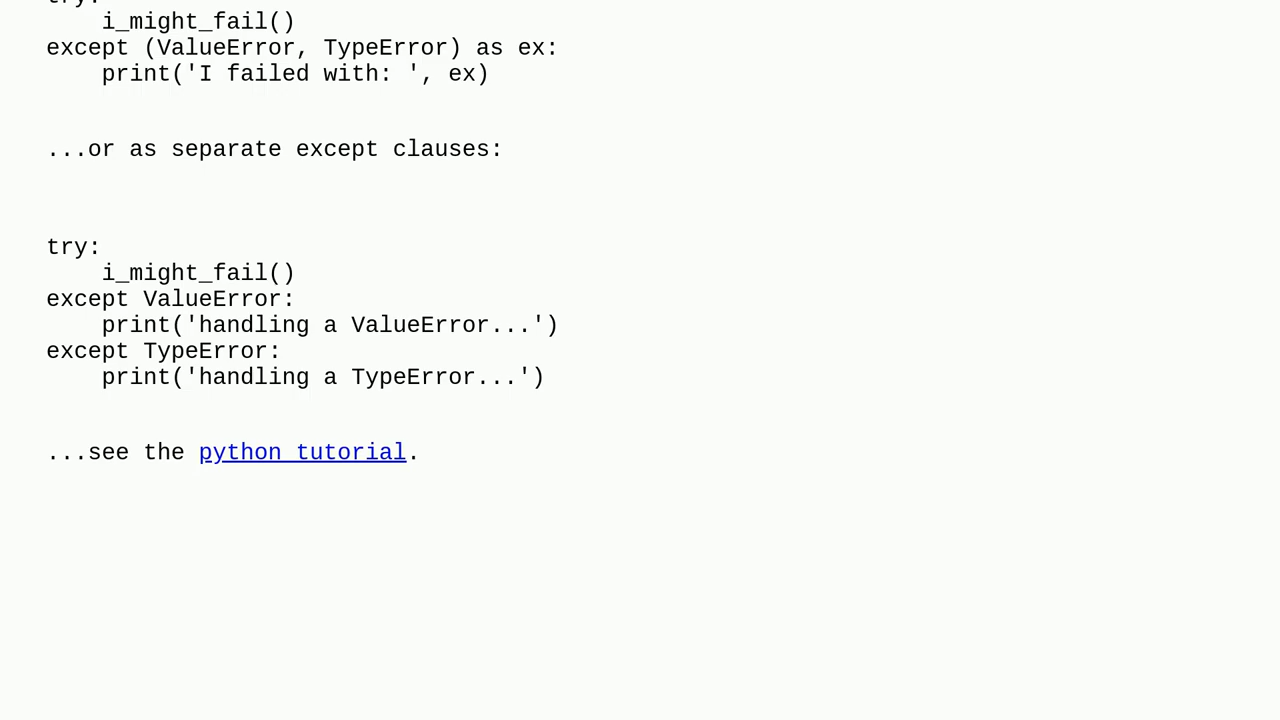 try:
    i_might_fail()
except (ValueError, TypeError) as ex:
    print('I failed with: ', ex)
...or as separate except clauses:
try:
    i_might_fail()
except ValueError:
    print('handling a ValueError...')
except TypeError:
    print('handling a TypeError...')
...see the python tutorial.